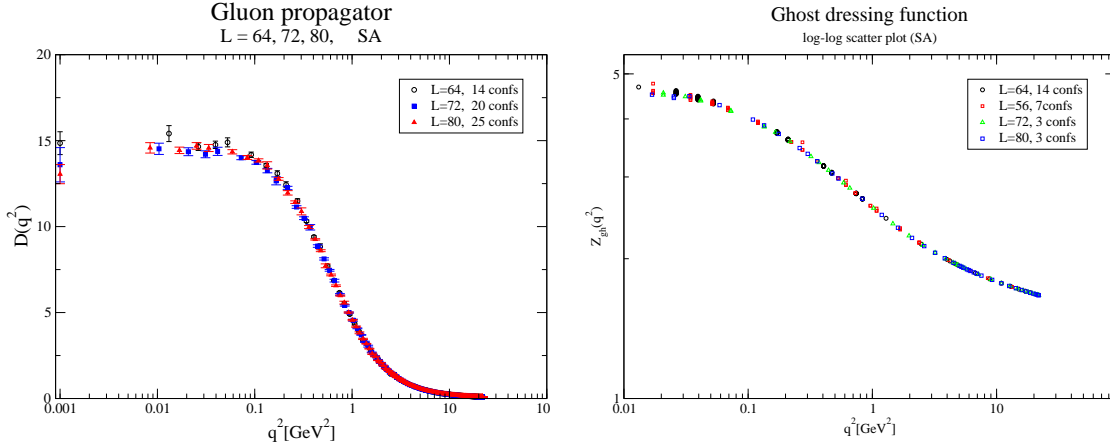 Gluon propagator
L = 64, 72, 80, SA
20
15
10
5
0
D(q²)
0.001
0.01
0.1
1
10
10
q²[GeV²]
L=64, 14 confs
L=72, 20 confs
L=80, 25 confs
Ghost dressing function
log-log scatter plot (SA)
5
1
Z_gh(q²)
0.01
0.1
1
10
q²[GeV²]
L=64, 14 confs
L=56, 7confs
L=72, 3 confs
L=80, 3 confs